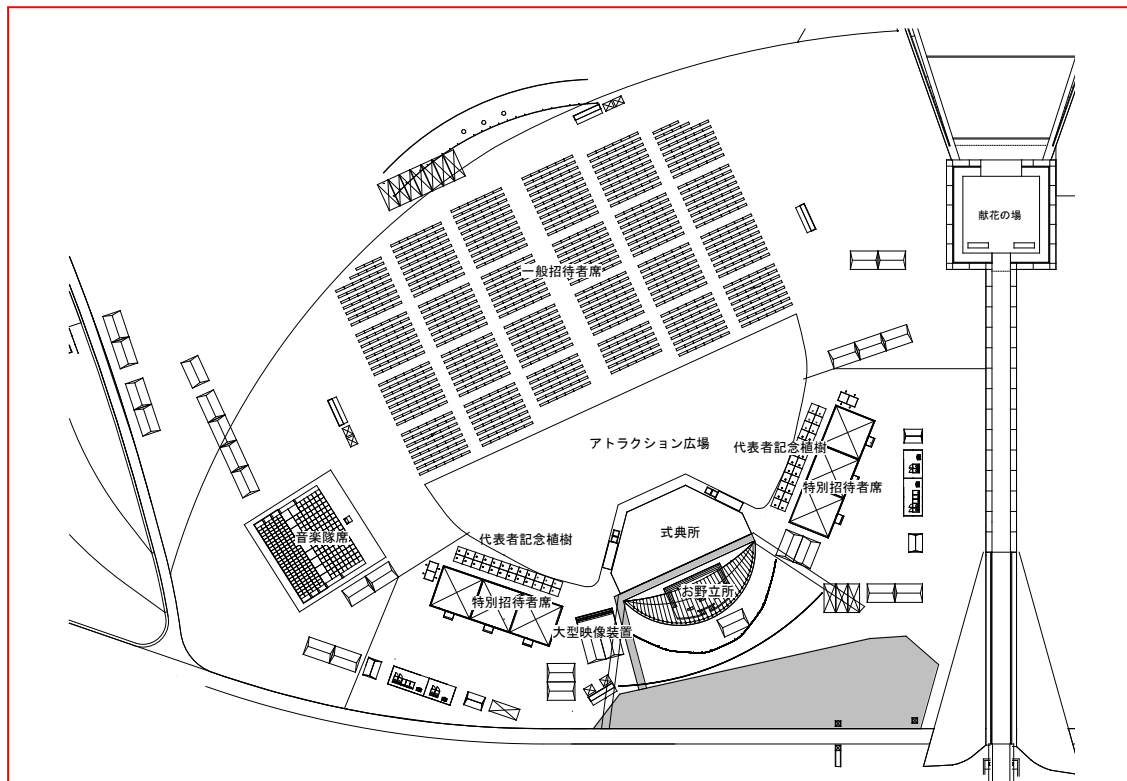 献花の場
一般招待者席
アトラクション広場
代表者記念植樹
特別招待者席
式典所
音楽隊席
代表者記念植樹
お野立所
特別招待者席
大型映像装置